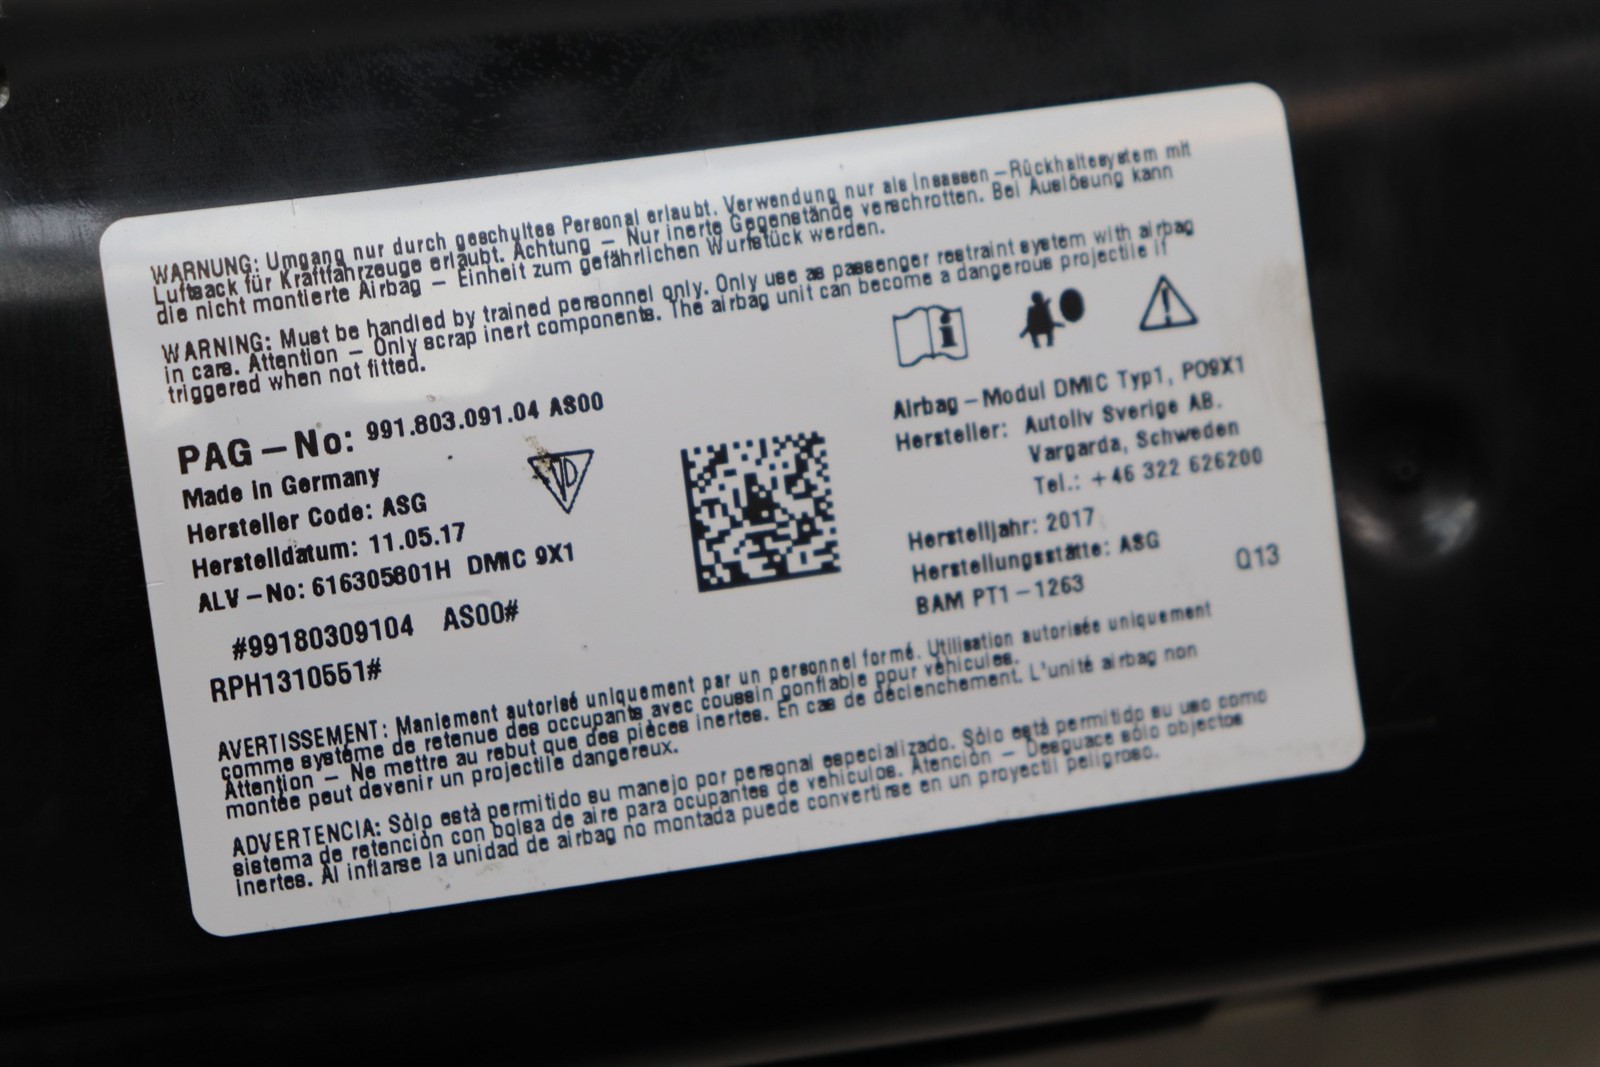 WARNUNG: Umgang nur durch geschultes Personal erlaubt. Verwendung nur als Insassen-Rückhaltesystem mit
Luftsack für Kraftfahrzeuge erlaubt. Achtung - Nur inerte Gegenstände verschrotten. Bei Auslösung kann
die nicht montierte Airbag - Einheit zum gefährlichen Wurfstück werden.
WARNING: Must be handled by trained personnel only. Only use as passenger restraint system with airbag
in cars. Attention - Only scrap inert components. The airbag unit can become a dangerous projectile if
triggered when not fitted.
PAG-No: 991.803.091.04 AS00
Made in Germany
Hersteller Code: ASG
Herstelldatum: 11.05.17
ALV-No: 616305801H DMIC 9X1
#99180309104 AS00#
RPH1310551#
Airbag-Modul DMIC Typ1, PO9X1
Hersteller: Autoliv Sverige AB.
Vargarda, Schweden
Tel.: +46 322 626200
Herstelljahr: 2017
Herstellungsstätte: ASG
BAM PT1-1263
Q13
AVERTISSEMENT: Maniement autorisé uniquement par un personnel formé. Utilisation autorisée uniquement
comme système de retenue des occupants avec coussin gonflable pour véhicules.
Attention - Ne mettre au rebut que des pièces inertes. En cas de déclenchement. L'unité airbag non
montée peut devenir un projectile dangereux.
ADVERTENCIA: Sòlo està permitido su manejo por personal especializado. Sòlo està permitido su uso como
sistema de retenciòn con bolsa de aire para ocupantes de vehiculos. Atenciòn - Desguace sòlo objectos
inertes. Al inflarse la unidad de airbag no montada puede convertirse en un proyectil peligroso.